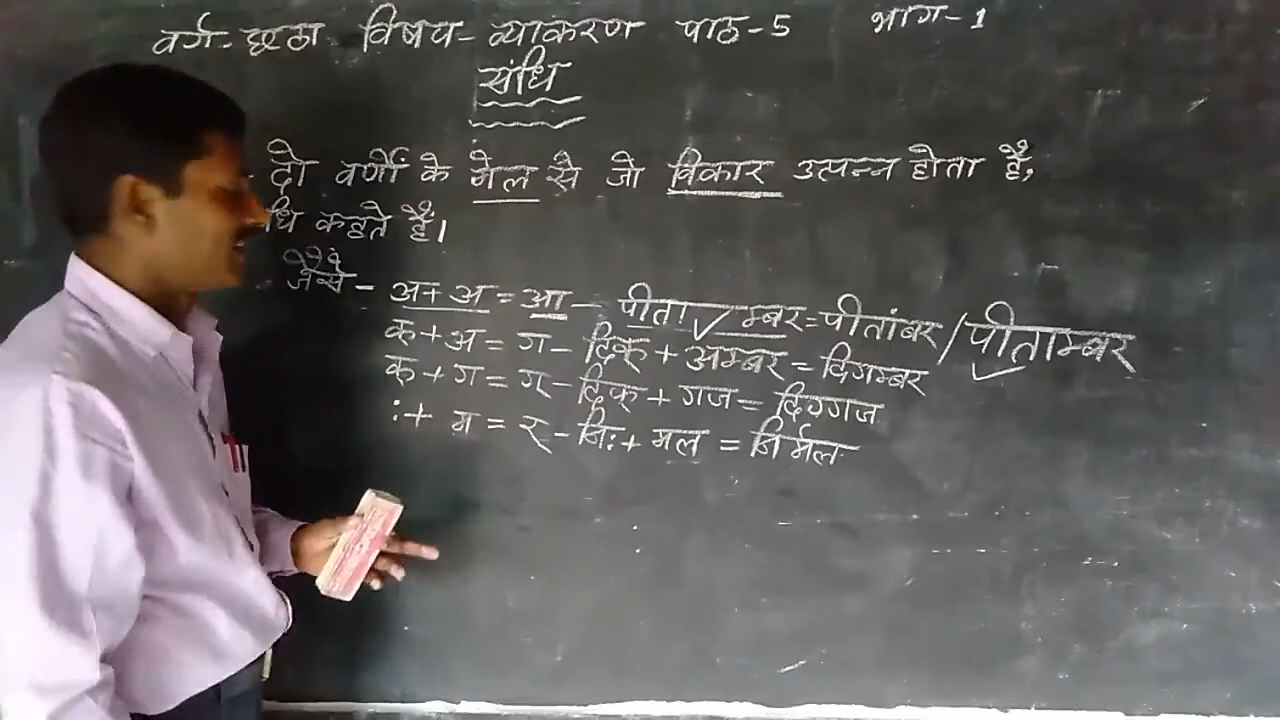 वर्ग- छठा विषय- व्याकरण पाठ-5 भाग-1
संधि
दो वर्णों के मेल से जो विकार उत्पन्न होता है,
धि कहते हैं।
जैसे - अ+अ = आ - पीता ✓ म्बर = पीतांबर / पीताम्बर
क्+अ = ग - दिक् + अम्बर = दिगम्बर
क् + ग = ग् - दिक् + गज = दिग्गज
: + म = र् - निः + मल = निर्मल